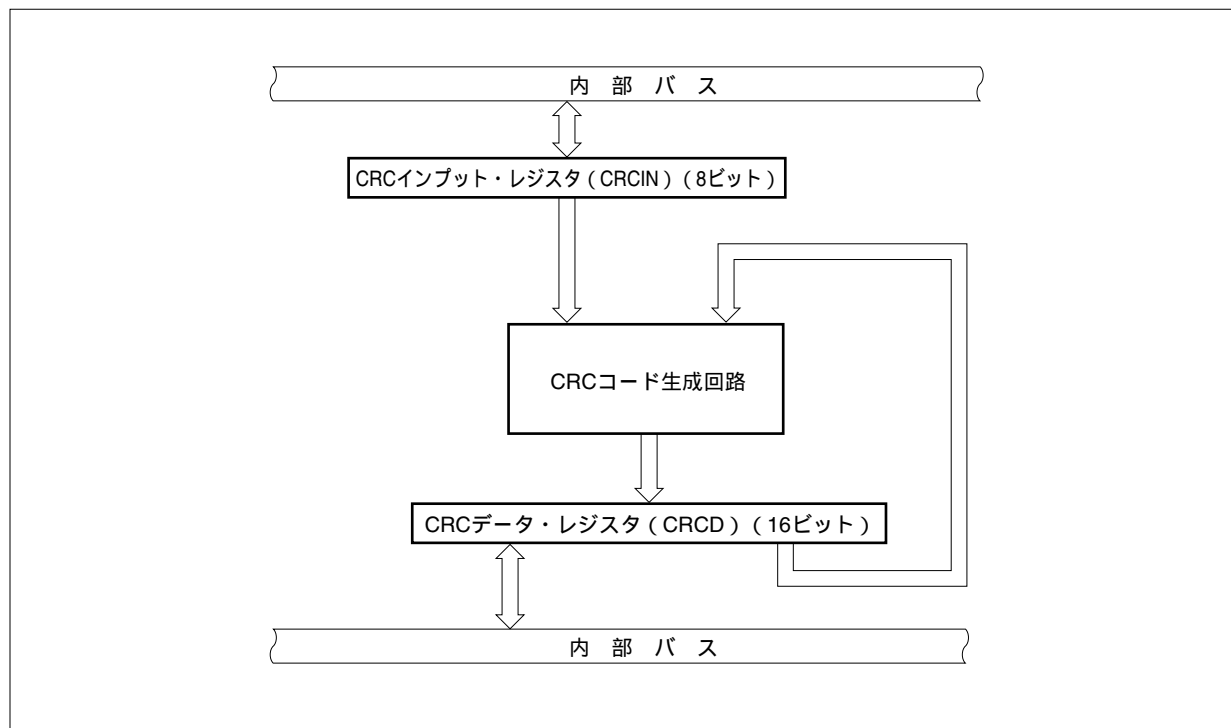 内 部 バ ス
CRCインプット・レジスタ（CRCIN）（8ビット）
CRCコード生成回路
CRCデータ・レジスタ（CRCD）（16ビット）
内 部 バ ス